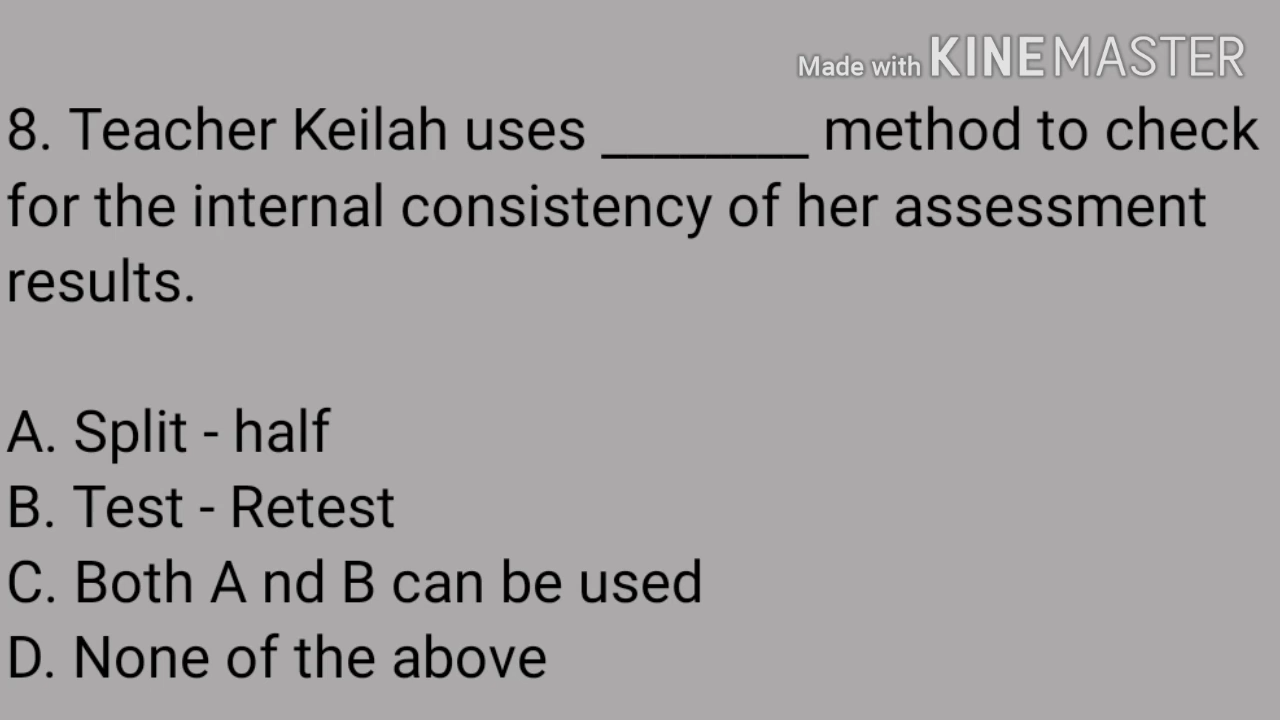 Made with KINEMASTER
8. Teacher Keilah uses ________ method to check
for the internal consistency of her assessment
results.
A. Split - half
B. Test - Retest
C. Both A nd B can be used
D. None of the above